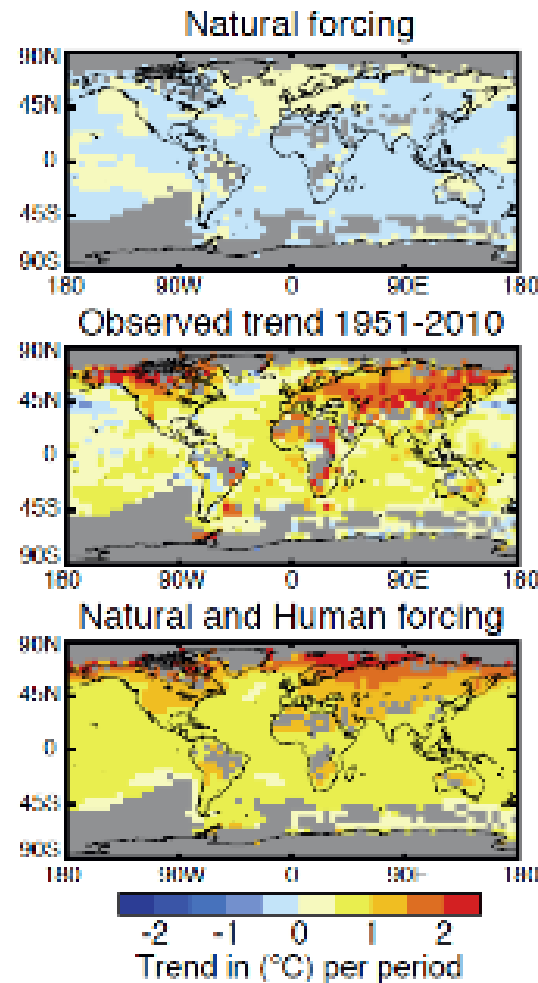 Natural forcing
90N
45N
0
45S
90S
180 90W 0 90E 180
Observed trend 1951-2010
90N
45N
0
45S
90S
180 90W 0 90E 180
Natural and Human forcing
90N
45N
0
45S
90S
180 90W 0 90E 180
-2 -1 0 1 2
Trend in (°C) per period